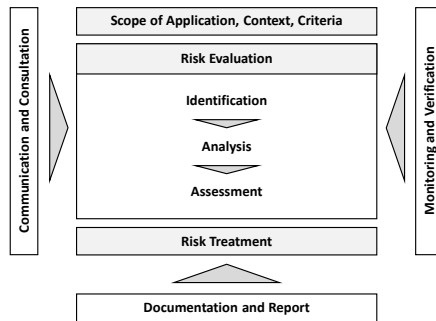 Scope of Application, Context, Criteria
Communication and Consultation
Risk Evaluation
Identification
Analysis
Assessment
Monitoring and Verification
Risk Treatment
Documentation and Report